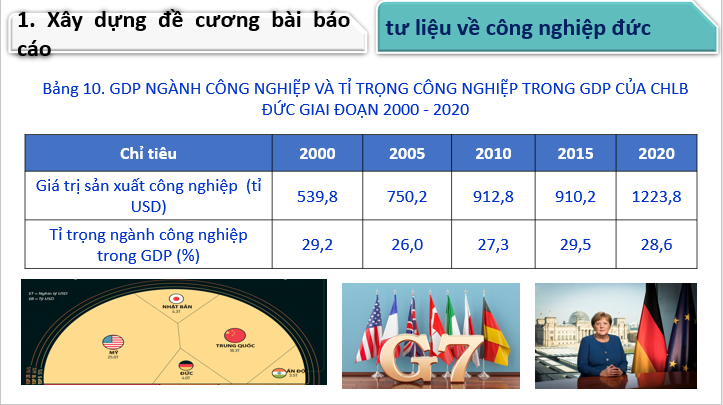 1. Xây dựng đề cương bài báo
cáo
tư liệu về công nghiệp đức
Bảng 10. GDP NGÀNH CÔNG NGHIỆP VÀ TỈ TRỌNG CÔNG NGHIỆP TRONG GDP CỦA CHLB
ĐỨC GIAI ĐOẠN 2000 - 2020
Chỉ tiêu 2000 2005 2010 2015 2020
Giá trị sản xuất công nghiệp (tỉ
USD) 539,8 750,2 912,8 910,2 1223,8
Tỉ trọng ngành công nghiệp
trong GDP (%) 29,2 26,0 27,3 29,5 28,6
NHẬT BẢN
MỸ
TRUNG QUỐC
ĐỨC
ẤN ĐỘ
G7